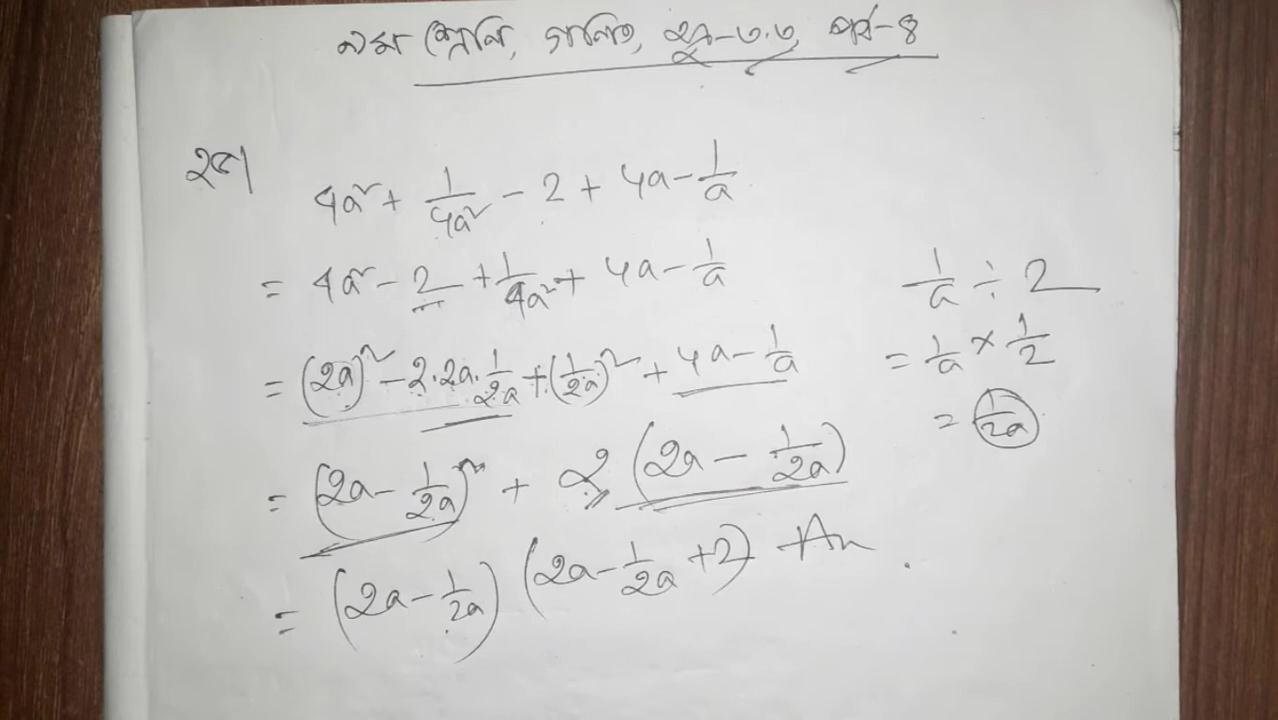 ৯ম শ্রেণি, গণিত, অনু-৩.৩, পর্ব-৪
২৫।
4a² + 1/4a² - 2 + 4a - 1/a
= 4a² - 2 + 1/4a² + 4a - 1/a
= (2a)² - 2·2a·1/2a + (1/2a)² + 4a - 1/a
= (2a - 1/2a)² + 2 (2a - 1/2a)
= (2a - 1/2a) (2a - 1/2a + 2) An
1/a ÷ 2
= 1/a × 1/2
= 1/2a